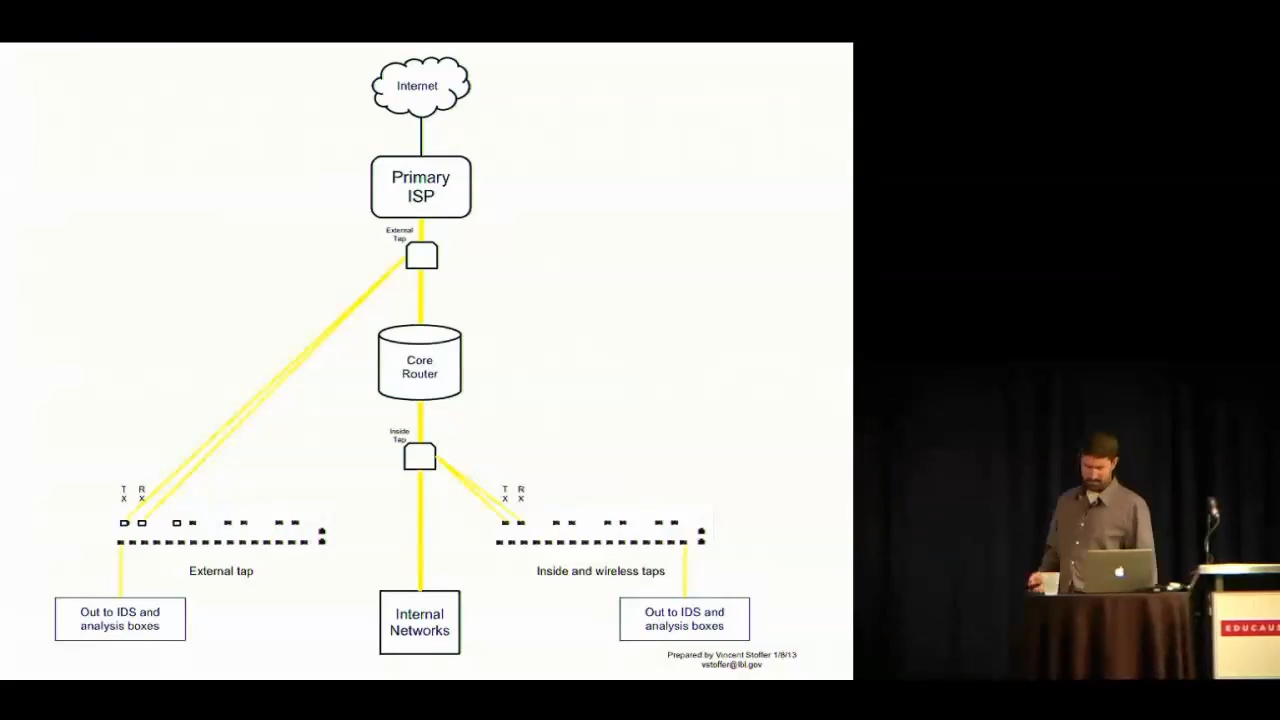 Internet
Primary
ISP
External
Tap
Core
Router
Inside
Tap
T
X
R
X
T
X
R
X
External tap
Inside and wireless taps
Out to IDS and
analysis boxes
Internal
Networks
Out to IDS and
analysis boxes
Prepared by Vincent Stoffer 1/8/13
vstoffer@lbl.gov
EDUCAUS